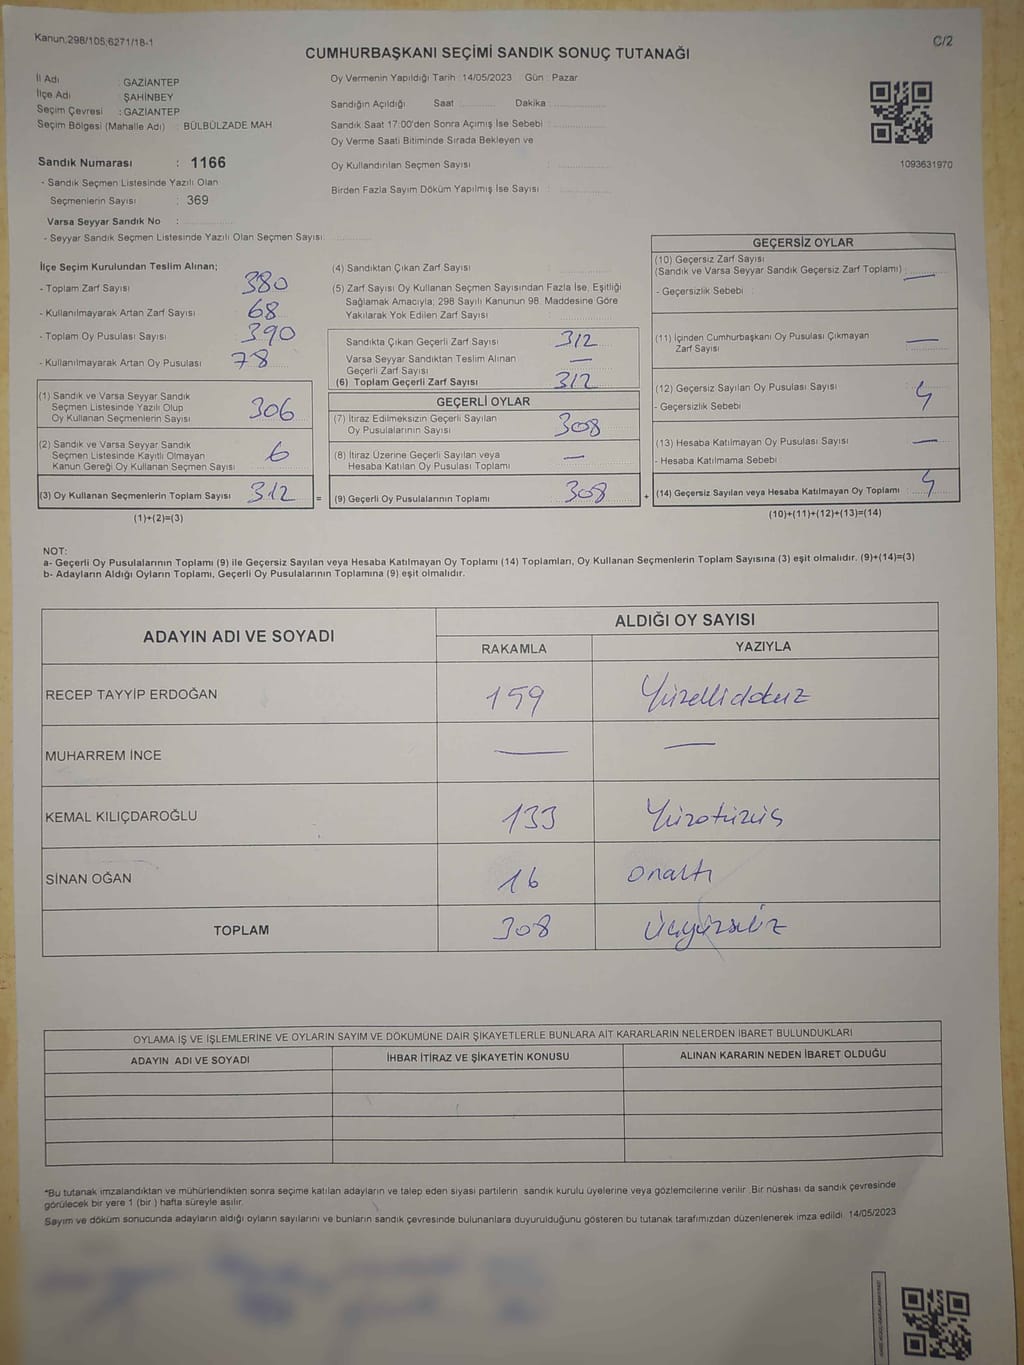 Kanun;298/105;6271/18-1
C/2
CUMHURBAŞKANI SEÇİMİ SANDIK SONUÇ TUTANAĞI
İl Adı : GAZİANTEP
İlçe Adı : ŞAHİNBEY
Seçim Çevresi : GAZİANTEP
Seçim Bölgesi (Mahalle Adı) : BÜLBÜLZADE MAH
Sandık Numarası : 1166
- Sandık Seçmen Listesinde Yazılı Olan
Seçmenlerin Sayısı : 369
Varsa Seyyar Sandık No :
- Seyyar Sandık Seçmen Listesinde Yazılı Olan Seçmen Sayısı:
Oy Vermenin Yapıldığı Tarih : 14/05/2023 Gün : Pazar
Sandığın Açıldığı Saat Dakika
Sandık Saat 17:00'den Sonra Açımış İse Sebebi :
Oy Verme Saati Bitiminde Sırada Bekleyen ve
Oy Kullandırılan Seçmen Sayısı :
Birden Fazla Sayım Döküm Yapılmış İse Sayısı :
1093631970
İlçe Seçim Kurulundan Teslim Alınan;
- Toplam Zarf Sayısı 380
- Kullanılmayarak Artan Zarf Sayısı 68
- Toplam Oy Pusulası Sayısı 390
- Kullanılmayarak Artan Oy Pusulası 78
(1) Sandık ve Varsa Seyyar Sandık
Seçmen Listesinde Yazılı Olup
Oy Kullanan Seçmenlerin Sayısı 306
(2) Sandık ve Varsa Seyyar Sandık
Seçmen Listesinde Kayıtlı Olmayan
Kanun Gereği Oy Kullanan Seçmen Sayısı 6
(3) Oy Kullanan Seçmenlerin Toplam Sayısı 312 =
(1)+(2)=(3)
(4) Sandıktan Çıkan Zarf Sayısı :
(5) Zarf Sayısı Oy Kullanan Seçmen Sayısından Fazla İse, Eşitliği
Sağlamak Amacıyla; 298 Sayılı Kanunun 98. Maddesine Göre
Yakılarak Yok Edilen Zarf Sayısı :
Sandıkta Çıkan Geçerli Zarf Sayısı 312
Varsa Seyyar Sandıktan Teslim Alınan
Geçerli Zarf Sayısı —
(6) Toplam Geçerli Zarf Sayısı 312
GEÇERLİ OYLAR
(7) İtiraz Edilmeksizin Geçerli Sayılan
Oy Pusulalarının Sayısı 308
(8) İtiraz Üzerine Geçerli Sayılan veya
Hesaba Katılan Oy Pusulası Toplamı —
(9) Geçerli Oy Pusulalarının Toplamı 308 +
GEÇERSİZ OYLAR
(10) Geçersiz Zarf Sayısı
(Sandık ve Varsa Seyyar Sandık Geçersiz Zarf Toplamı) : —
- Geçersizlik Sebebi :
(11) İçinden Cumhurbaşkanı Oy Pusulası Çıkmayan
Zarf Sayısı : —
(12) Geçersiz Sayılan Oy Pusulası Sayısı : 4
- Geçersizlik Sebebi
(13) Hesaba Katılmayan Oy Pusulası Sayısı : —
- Hesaba Katılmama Sebebi :
(14) Geçersiz Sayılan veya Hesaba Katılmayan Oy Toplamı : 4
(10)+(11)+(12)+(13)=(14)
NOT:
a- Geçerli Oy Pusulalarının Toplamı (9) ile Geçersiz Sayılan veya Hesaba Katılmayan Oy Toplamı (14) Toplamları, Oy Kullanan Seçmenlerin Toplam Sayısına (3) eşit olmalıdır. (9)+(14)=(3)
b- Adayların Aldığı Oyların Toplamı, Geçerli Oy Pusulalarının Toplamına (9) eşit olmalıdır.
ADAYIN ADI VE SOYADI
ALDIĞI OY SAYISI
RAKAMLA YAZIYLA
RECEP TAYYİP ERDOĞAN 159 Yüzellidokuz
MUHARREM İNCE — —
KEMAL KILIÇDAROĞLU 133 Yüzotuzüç
SİNAN OĞAN 16 onaltı
TOPLAM 308 Üçyüzsekiz
OYLAMA İŞ VE İŞLEMLERİNE VE OYLARIN SAYIM VE DÖKÜMÜNE DAİR ŞİKAYETLERLE BUNLARA AİT KARARLARIN NELERDEN İBARET BULUNDUKLARI
ADAYIN ADI VE SOYADI İHBAR İTİRAZ VE ŞİKAYETİN KONUSU ALINAN KARARIN NEDEN İBARET OLDUĞU
*Bu tutanak imzalandıktan ve mühürlendikten sonra seçime katılan adayların ve talep eden siyasi partilerin sandık kurulu üyelerine veya gözlemcilerine verilir. Bir nüshası da sandık çevresinde
görülecek bir yere 1 (bir ) hafta süreyle asılır.
Sayım ve döküm sonucunda adayların aldığı oyların sayılarını ve bunların sandık çevresinde bulunanlara duyurulduğunu gösteren bu tutanak tarafımızdan düzenlenerek imza edildi. 14/05/2023